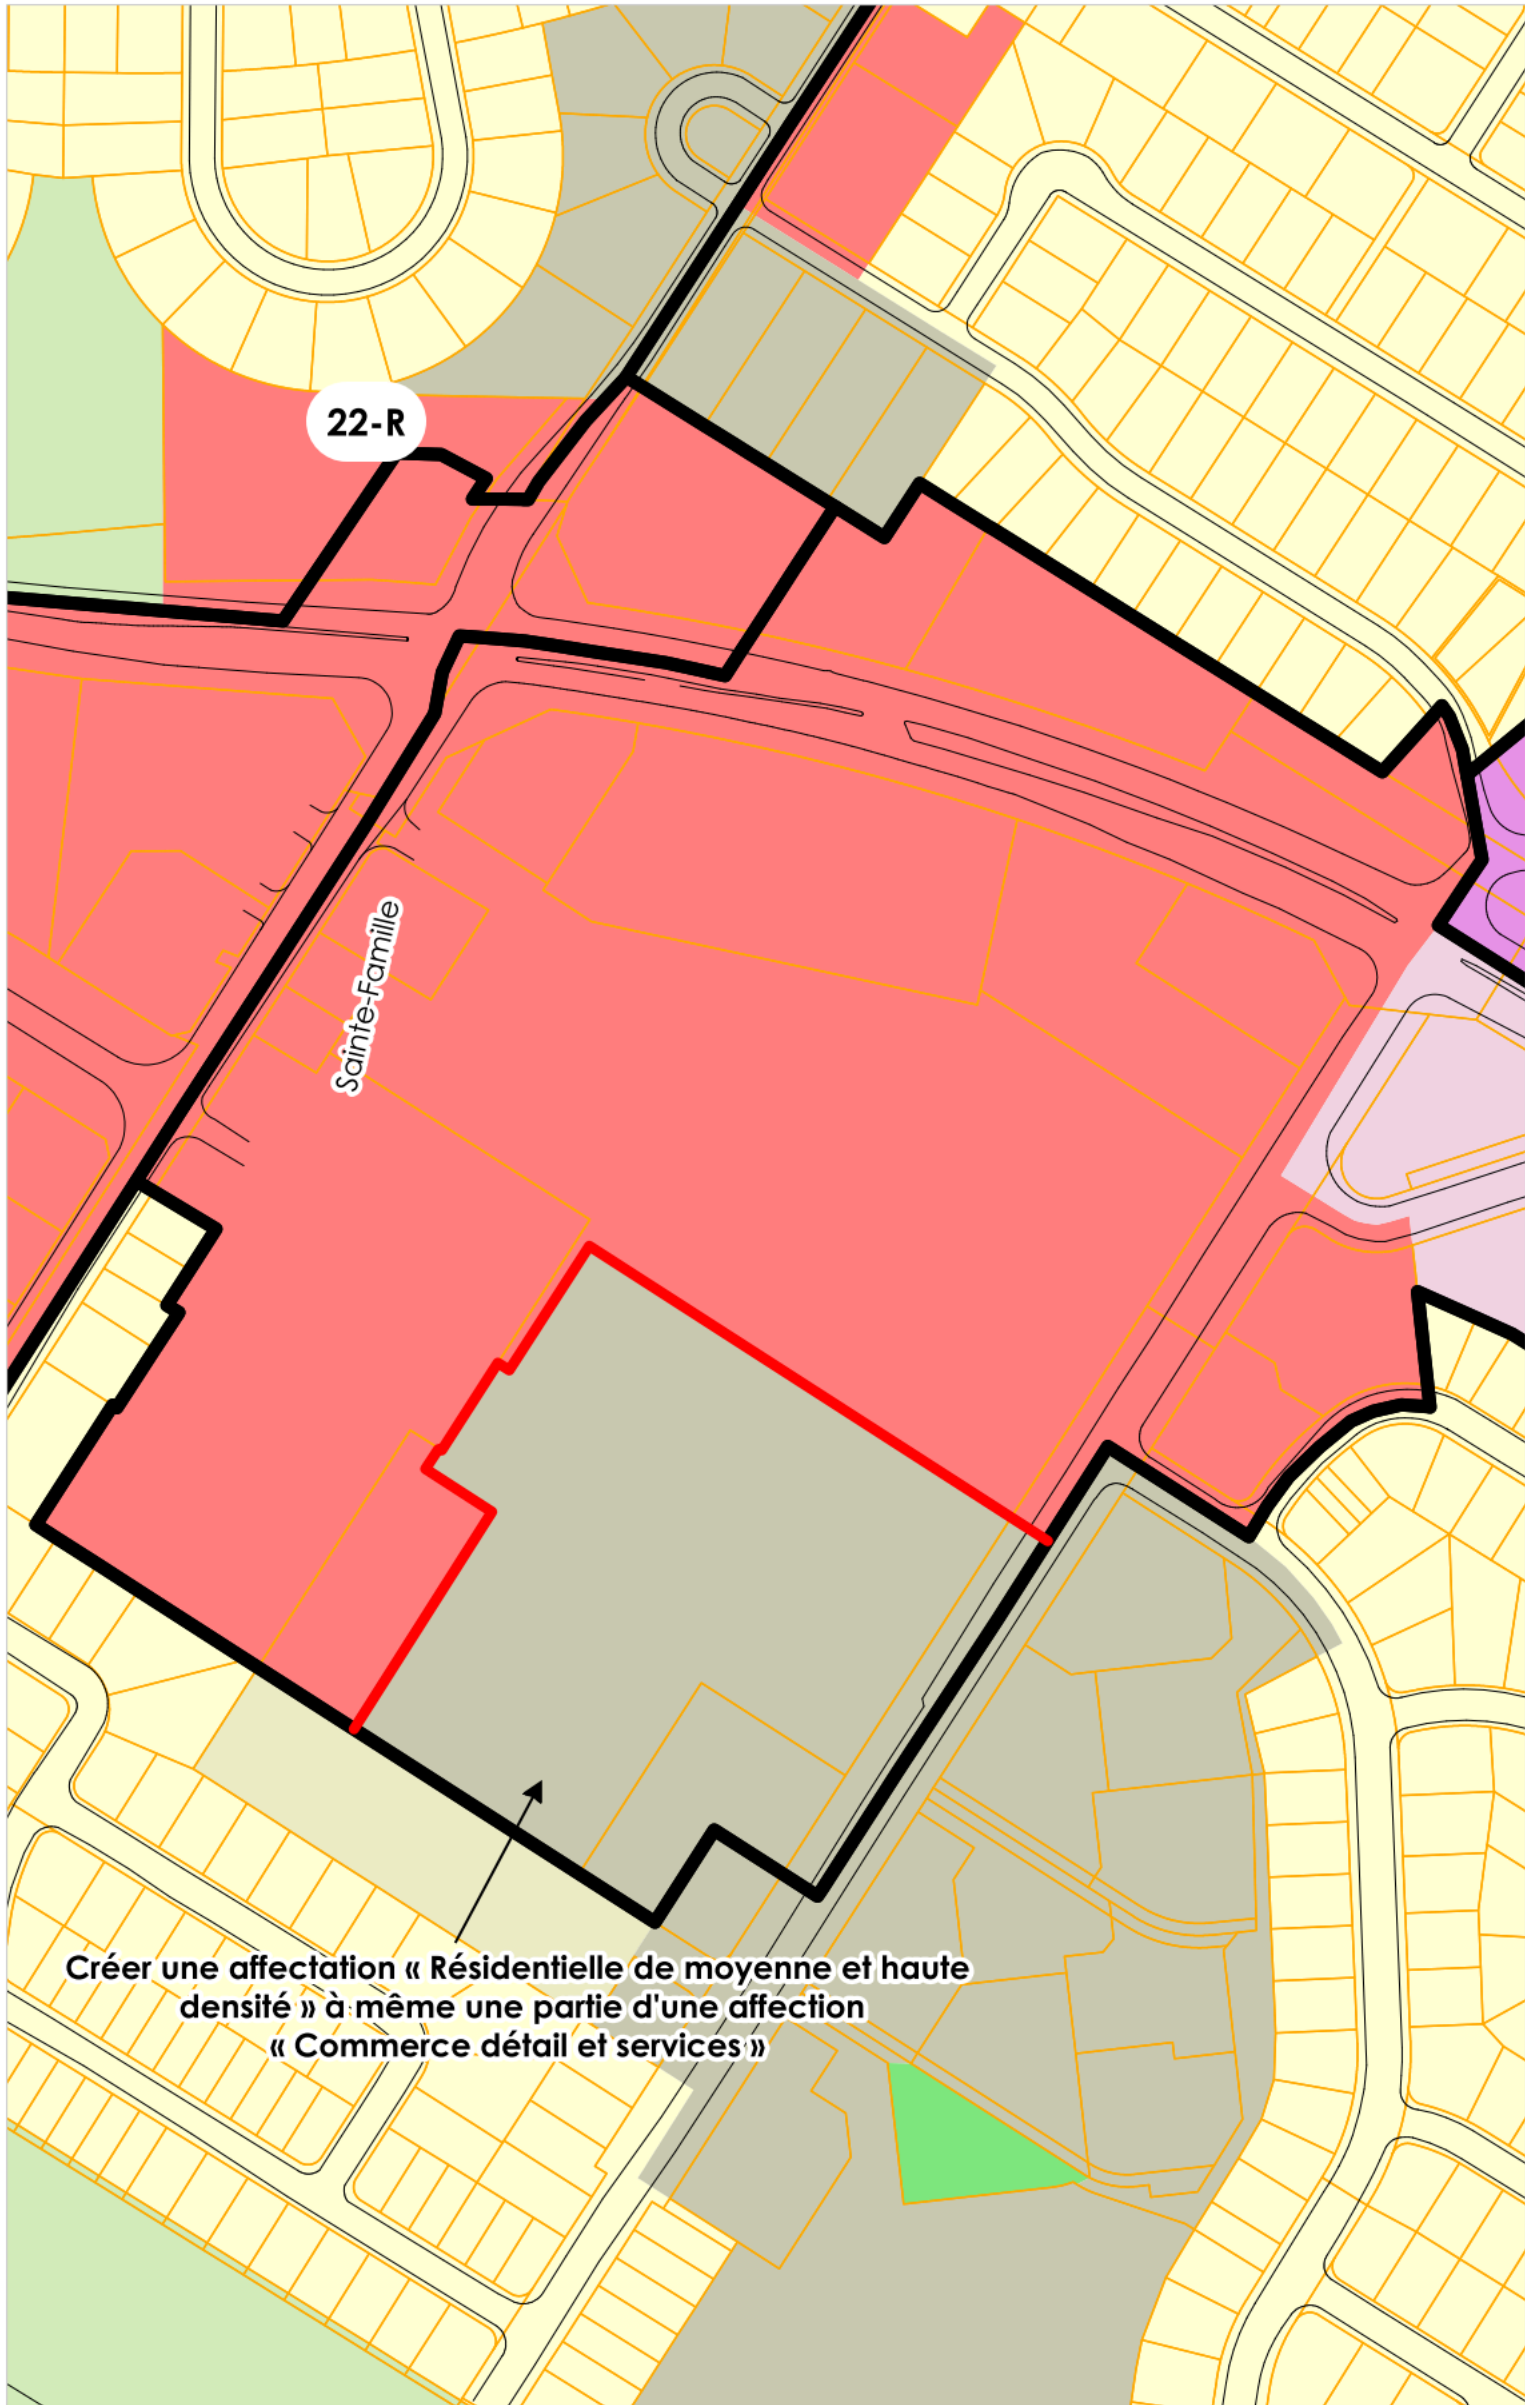 22-R
Sainte-Famille
Créer une affectation « Résidentielle de moyenne et haute
densité » à même une partie d'une affection
« Commerce détail et services »